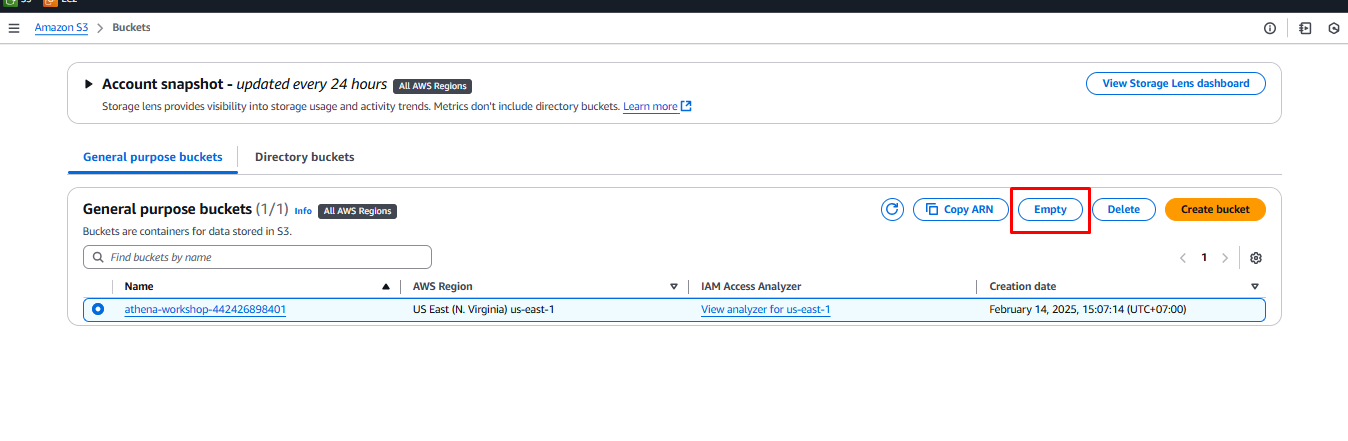 Amazon S3 > Buckets
Account snapshot - updated every 24 hours All AWS Regions View Storage Lens dashboard
Storage lens provides visibility into storage usage and activity trends. Metrics don't include directory buckets. Learn more
General purpose buckets Directory buckets
General purpose buckets (1/1) Info All AWS Regions Copy ARN Empty Delete Create bucket
Buckets are containers for data stored in S3.
Find buckets by name < 1 >
Name AWS Region IAM Access Analyzer Creation date
athena-workshop-442426898401 US East (N. Virginia) us-east-1 View analyzer for us-east-1 February 14, 2025, 15:07:14 (UTC+07:00)